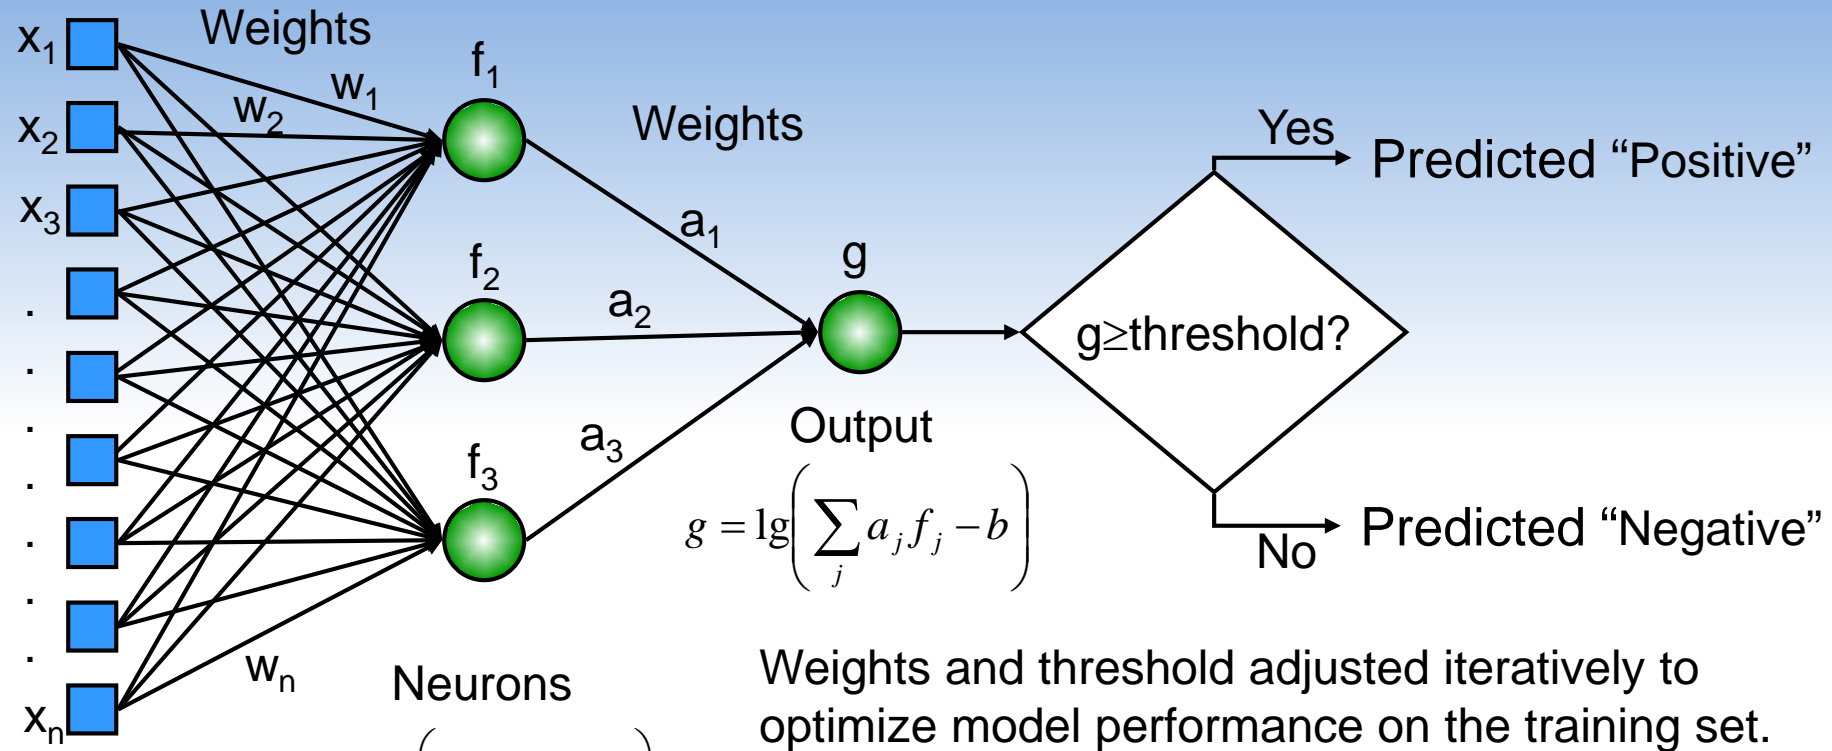 x₁
Weights
f₁
w₁
w₂
x₂
Weights
Yes
Predicted “Positive”
x₃
a₁
f₂
g
a₂
g≥threshold?
.
.
.
.
.
.
.
Output
a₃
f₃
g = lg( ∑ⱼ aⱼ fⱼ − b )
No
Predicted “Negative”
wₙ
Neurons
xₙ
Weights and threshold adjusted iteratively to
optimize model performance on the training set.